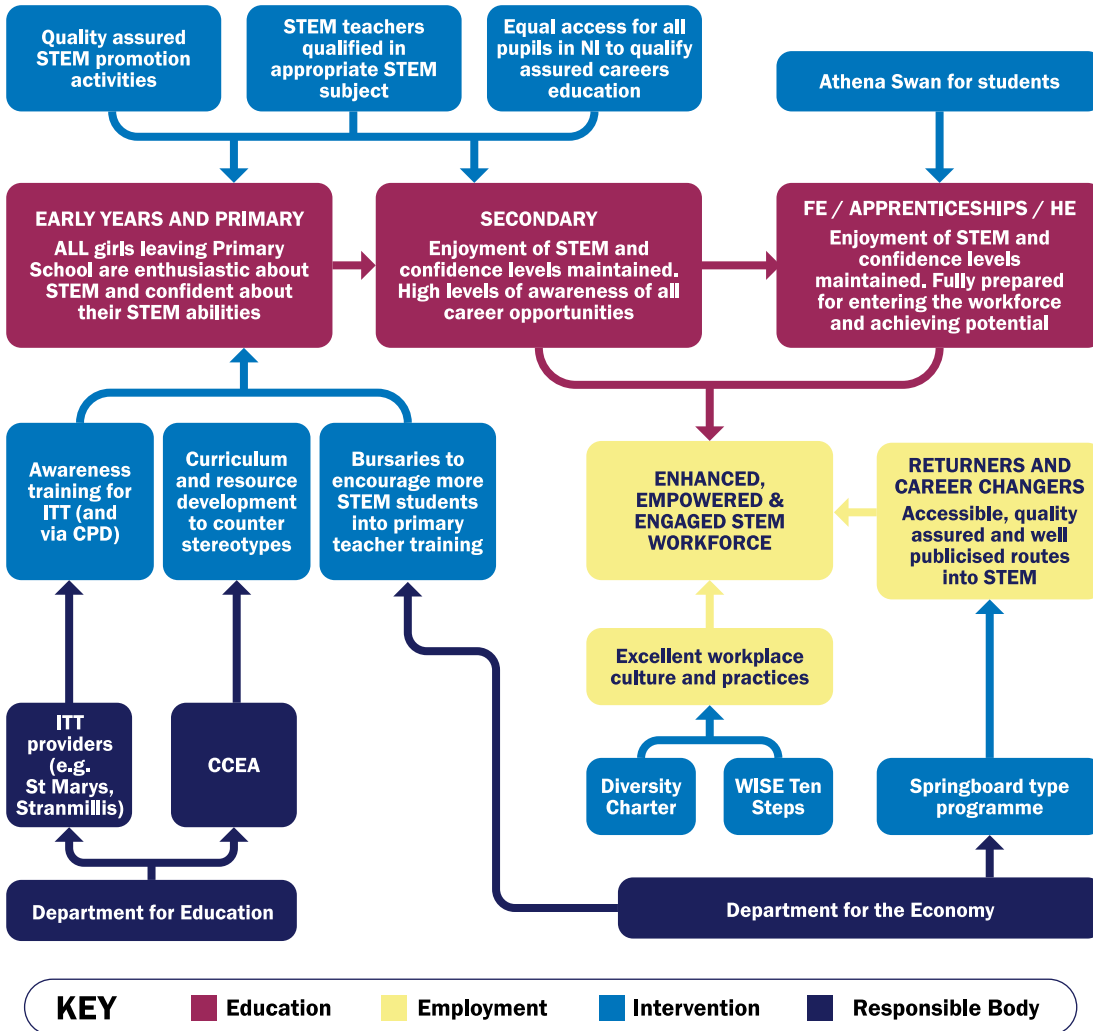 Quality assured
STEM promotion
activities
STEM teachers
qualified in
appropriate STEM
subject
Equal access for all
pupils in NI to qualify
assured careers
education
Athena Swan for students
EARLY YEARS AND PRIMARY
ALL girls leaving Primary
School are enthusiastic about
STEM and confident about
their STEM abilities
SECONDARY
Enjoyment of STEM and
confidence levels maintained.
High levels of awareness of all
career opportunities
FE / APPRENTICESHIPS / HE
Enjoyment of STEM and
confidence levels
maintained. Fully prepared
for entering the workforce
and achieving potential
Awareness
training for
ITT (and
via CPD)
Curriculum
and resource
development
to counter
stereotypes
Bursaries to
encourage more
STEM students
into primary
teacher training
ENHANCED,
EMPOWERED &
ENGAGED STEM
WORKFORCE
RETURNERS AND
CAREER CHANGERS
Accessible, quality
assured and well
publicised routes
into STEM
Excellent workplace
culture and practices
ITT
providers
(e.g.
St Marys,
Stranmillis)
CCEA
Diversity
Charter
WISE Ten
Steps
Springboard type
programme
Department for Education
Department for the Economy
KEY
Education
Employment
Intervention
Responsible Body